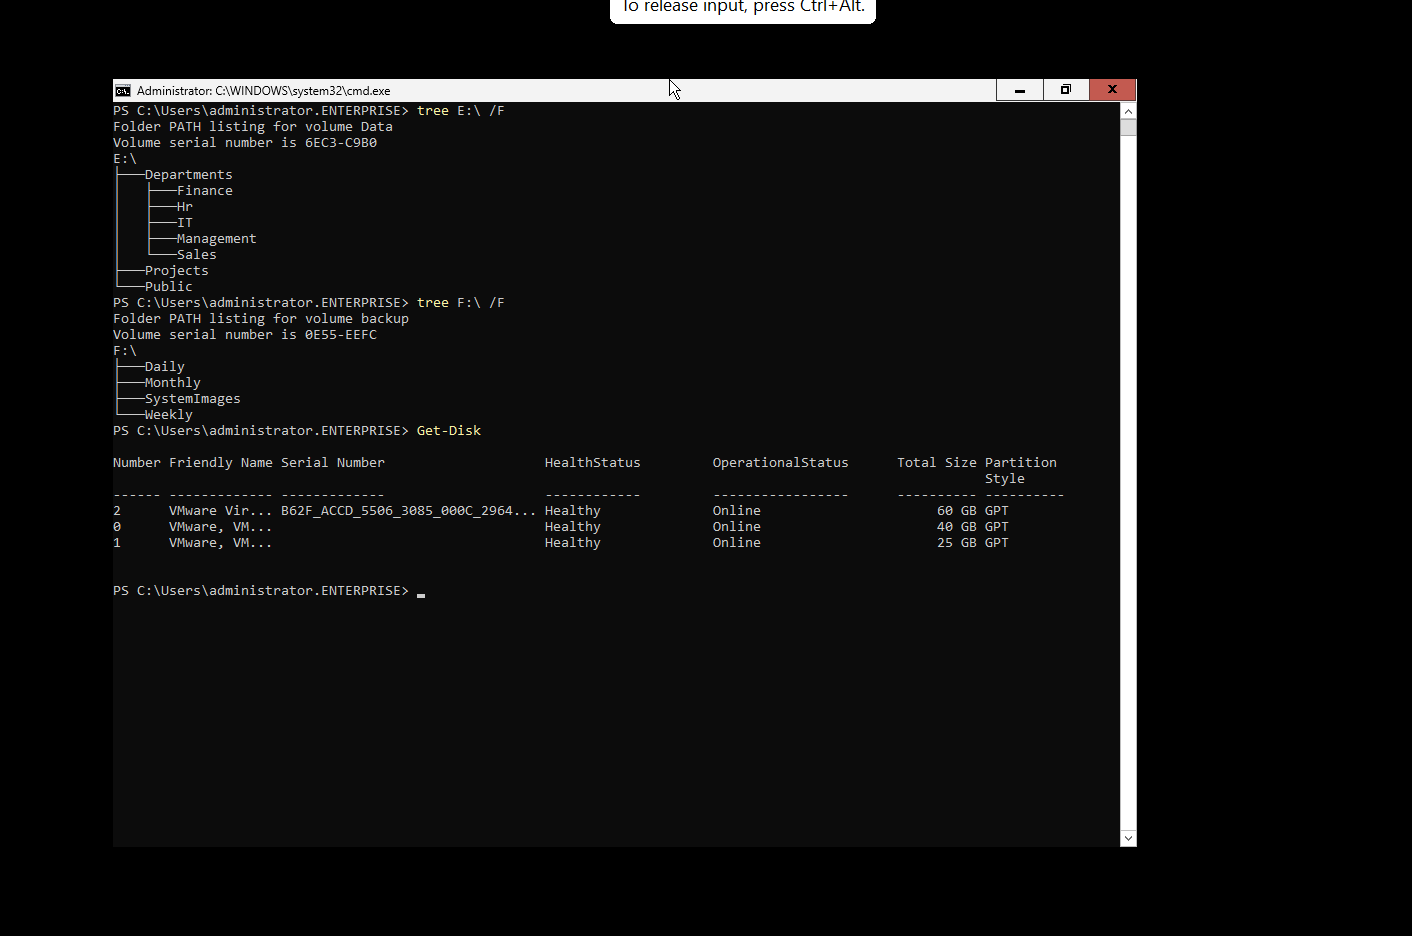 To release input, press Ctrl+Alt.
Administrator: C:\WINDOWS\system32\cmd.exe
PS C:\Users\administrator.ENTERPRISE> tree E:\ /F
Folder PATH listing for volume Data
Volume serial number is 6EC3-C9B0
E:\
├───Departments
│   ├───Finance
│   ├───Hr
│   ├───IT
│   ├───Management
│   └───Sales
├───Projects
└───Public
PS C:\Users\administrator.ENTERPRISE> tree F:\ /F
Folder PATH listing for volume backup
Volume serial number is 0E55-EEFC
F:\
├───Daily
├───Monthly
├───SystemImages
└───Weekly
PS C:\Users\administrator.ENTERPRISE> Get-Disk
Number Friendly Name Serial Number                    HealthStatus         OperationalStatus      Total Size Partition
                                                                                                             Style
------ ------------- -------------                    ------------         -----------------      ---------- ----------
2      VMware Vir... B62F_ACCD_5506_3085_000C_2964... Healthy              Online                      60 GB GPT
0      VMware, VM...                                  Healthy              Online                      40 GB GPT
1      VMware, VM...                                  Healthy              Online                      25 GB GPT
PS C:\Users\administrator.ENTERPRISE>